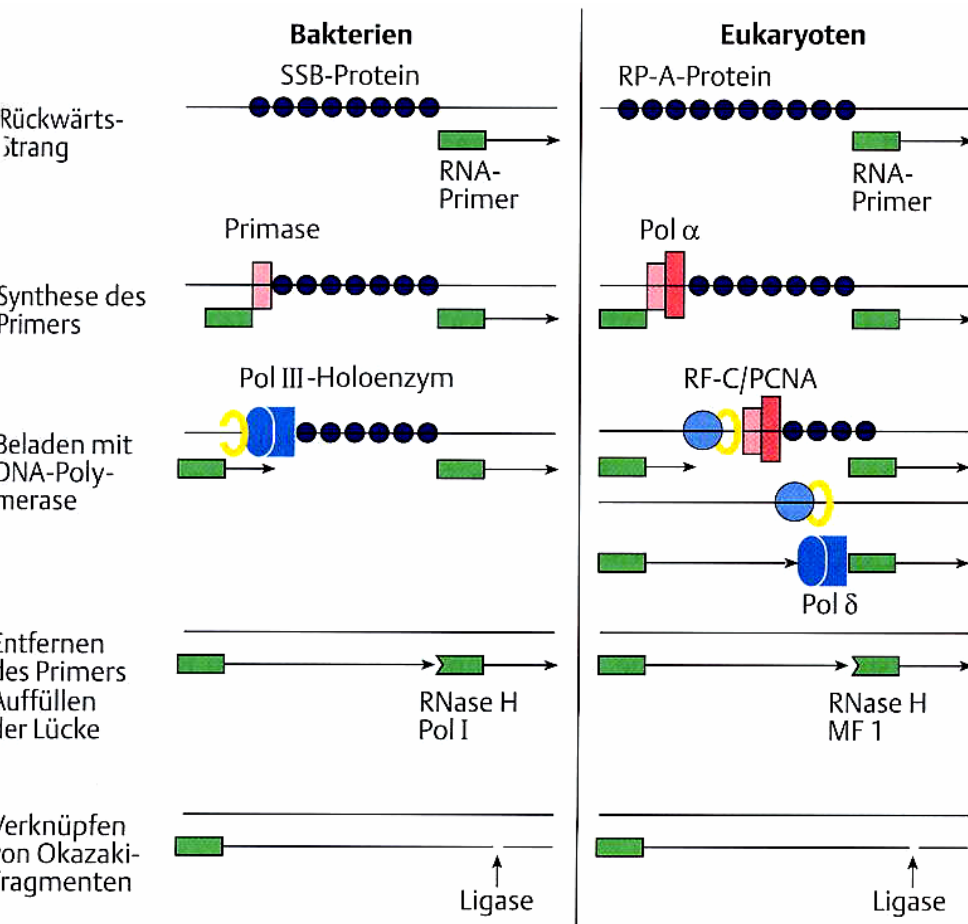 Bakterien
Eukaryoten
SSB-Protein
RP-A-Protein
Rückwärts-
Strang
RNA-
Primer
RNA-
Primer
Primase
Pol α
Synthese des
Primers
Pol III-Holoenzym
RF-C/PCNA
Beladen mit
DNA-Poly-
merase
Pol δ
Entfernen
des Primers
Auffüllen
der Lücke
RNase H
Pol I
RNase H
MF 1
Verknüpfen
von Okazaki-
fragmenten
Ligase
Ligase